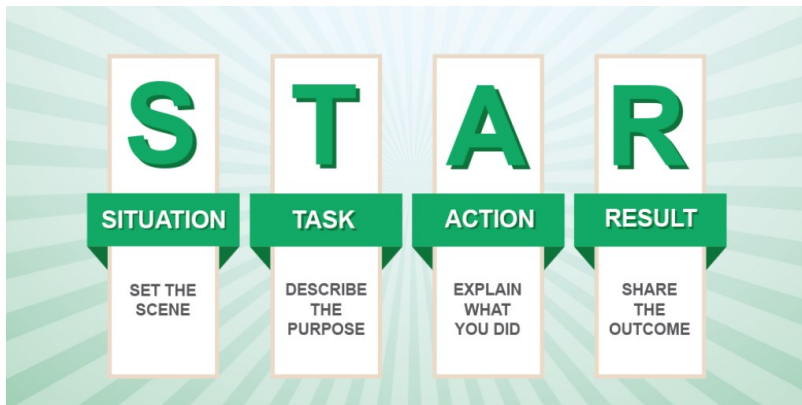 S T A R
SITUATION TASK ACTION RESULT
SET THE
SCENE
DESCRIBE
THE
PURPOSE
EXPLAIN
WHAT
YOU DID
SHARE
THE
OUTCOME